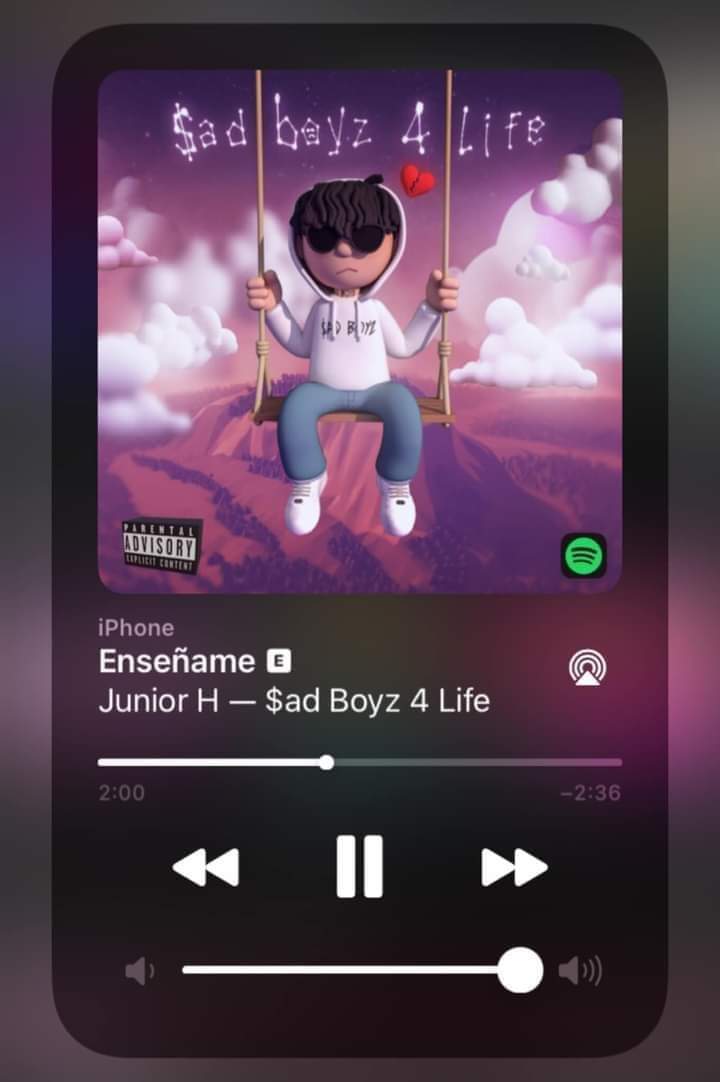 $ad boyz 4 Life
$AD BOYZ
PARENTAL
ADVISORY
EXPLICIT CONTENT
iPhone
Enseñame E
Junior H — $ad Boyz 4 Life
2:00
−2:36